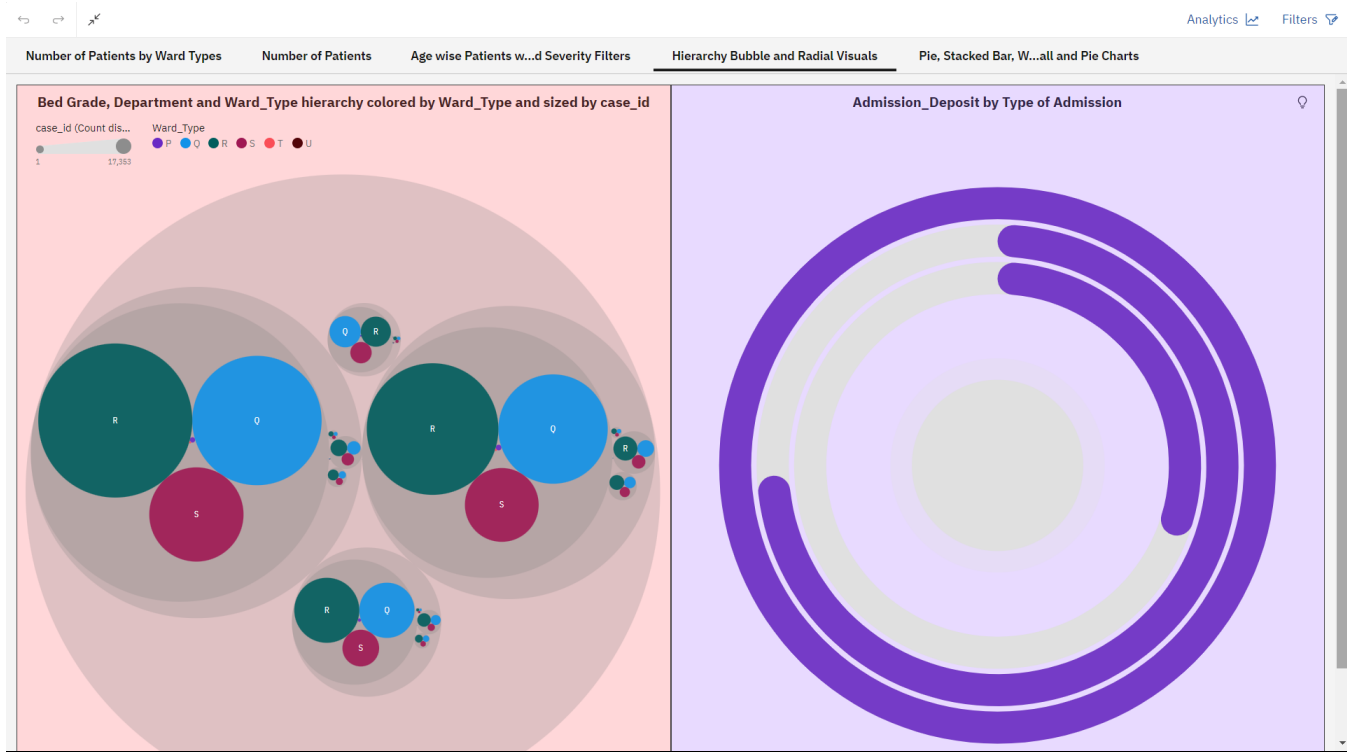 Analytics
Filters
Number of Patients by Ward Types
Number of Patients
Age wise Patients w...d Severity Filters
Hierarchy Bubble and Radial Visuals
Pie, Stacked Bar, W...all and Pie Charts
Bed Grade, Department and Ward_Type hierarchy colored by Ward_Type and sized by case_id
case_id (Count dis...
1
17,353
Ward_Type
P
Q
R
S
T
U
Q
R
R
Q
S
R
Q
S
R
R
Q
S
Admission_Deposit by Type of Admission